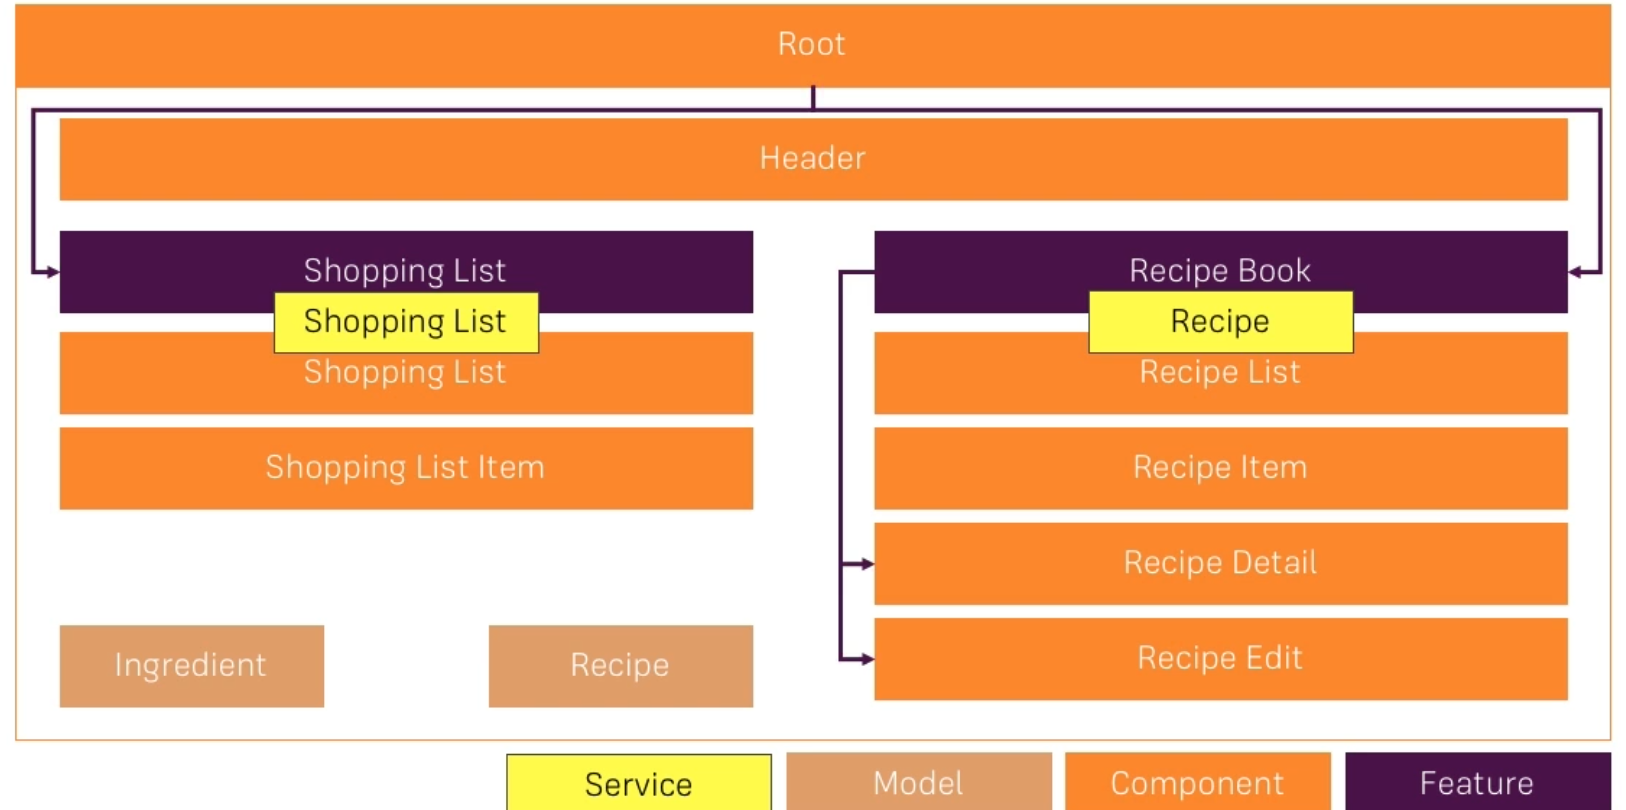 Root
Header
Shopping List
Shopping List
Shopping List
Shopping List Item
Recipe Book
Recipe
Recipe List
Recipe Item
Recipe Detail
Recipe Edit
Ingredient
Recipe
Service
Model
Component
Feature